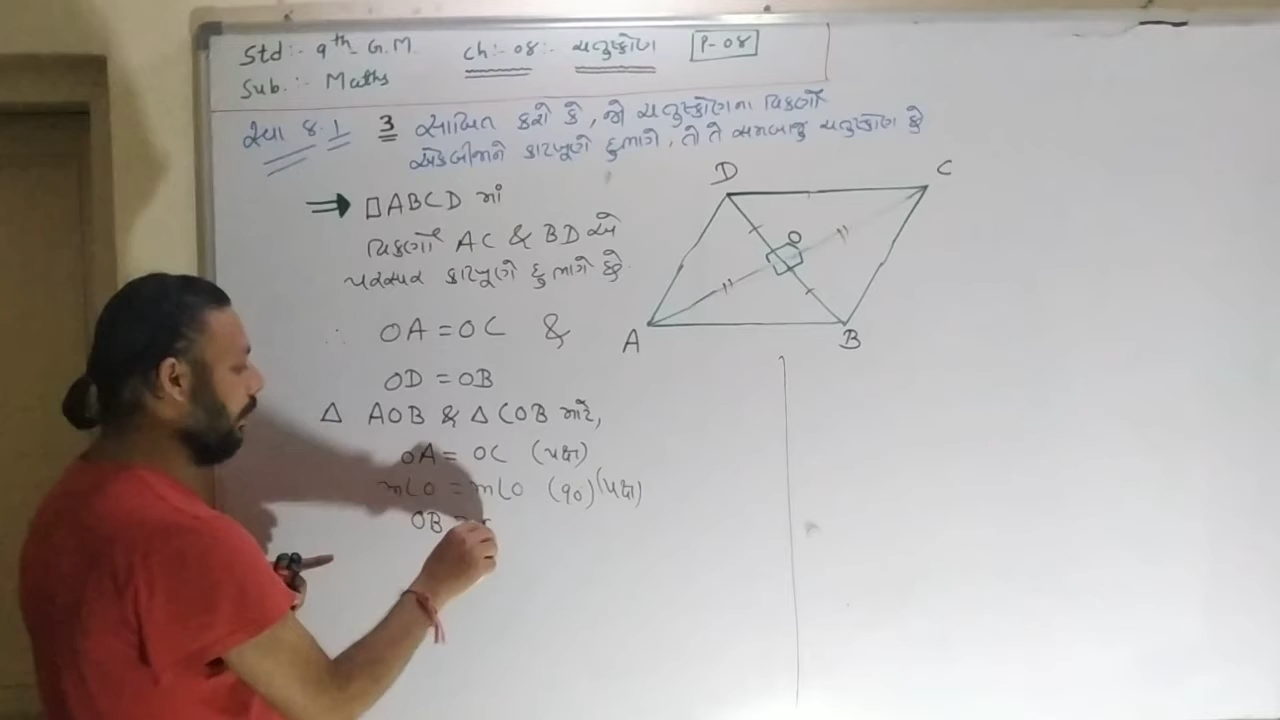 Std:- 9th G.M.
Ch:- 08:- ચતુષ્કોણ
P-08
Sub.:- Maths
સ્વા 8.1
3 સાબિત કરો કે, જો ચતુષ્કોણના વિકર્ણો
એકબીજાને કાટખૂણે દુભાગે, તો તે સમબાજુ ચતુષ્કોણ છે
⇒ □ABCD માં
વિકર્ણો AC & BD એ
પરસ્પર કાટખૂણે દુભાગે છે.
∴ OA = OC &
OD = OB
Δ AOB & Δ COB માટે,
OA = OC (પક્ષ)
m∠O = m∠O (90) (પક્ષ)
OB =
D
C
O
A
B